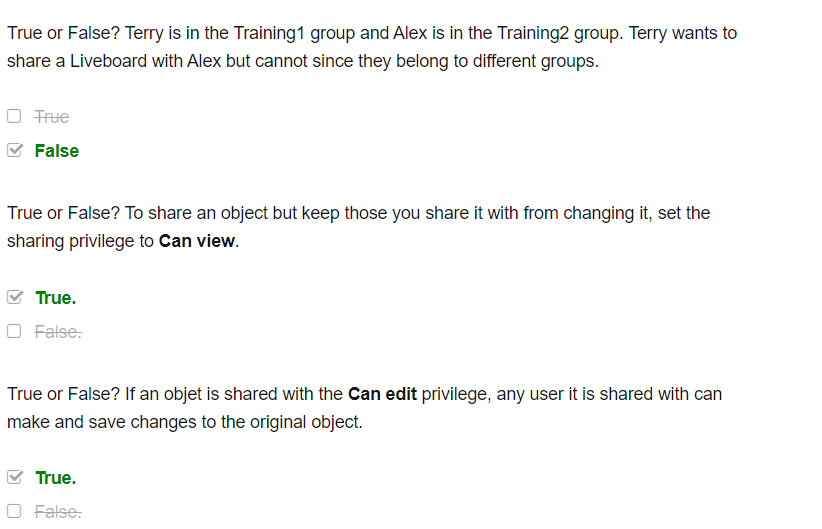 True or False? Terry is in the Training1 group and Alex is in the Training2 group. Terry wants to
share a Liveboard with Alex but cannot since they belong to different groups.
True
False
True or False? To share an object but keep those you share it with from changing it, set the
sharing privilege to Can view.
True.
False.
True or False? If an objet is shared with the Can edit privilege, any user it is shared with can
make and save changes to the original object.
True.
False.